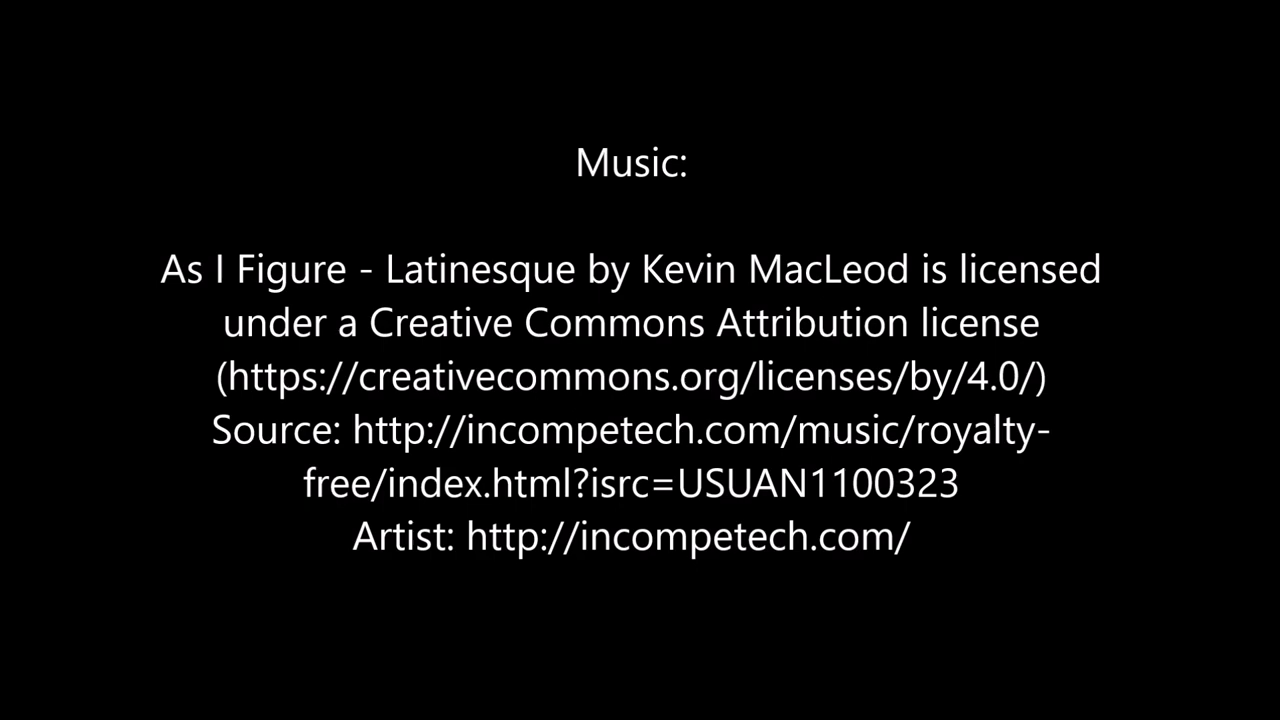 Music:
As I Figure - Latinesque by Kevin MacLeod is licensed
under a Creative Commons Attribution license
(https://creativecommons.org/licenses/by/4.0/)
Source: http://incompetech.com/music/royalty-
free/index.html?isrc=USUAN1100323
Artist: http://incompetech.com/